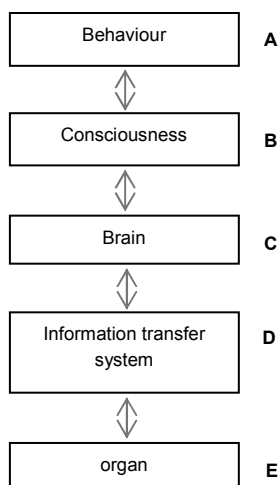 Behaviour A
Consciousness B
Brain C
Information transfer D
system
organ E